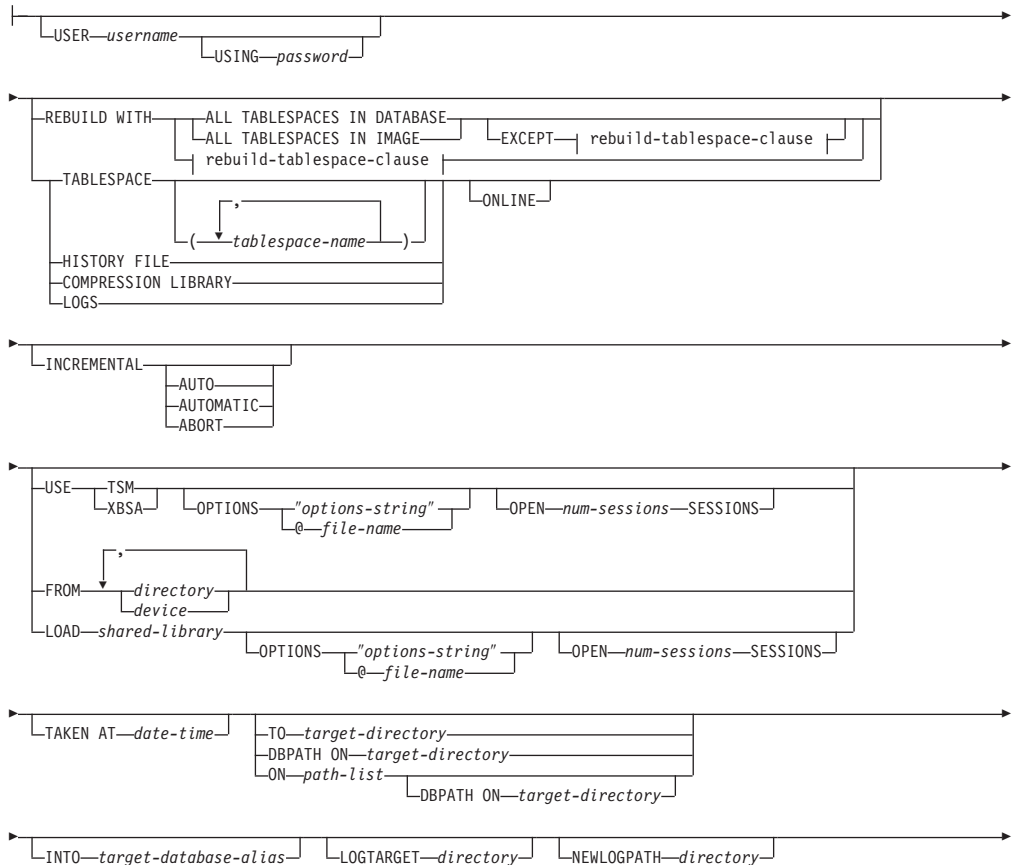 USER username
USING password
REBUILD WITH ALL TABLESPACES IN DATABASE
ALL TABLESPACES IN IMAGE EXCEPT rebuild-tablespace-clause
rebuild-tablespace-clause
TABLESPACE
ONLINE
,
( tablespace-name )
HISTORY FILE
COMPRESSION LIBRARY
LOGS
INCREMENTAL
AUTO
AUTOMATIC
ABORT
USE TSM
XBSA OPTIONS "options-string" OPEN num-sessions SESSIONS
@ file-name
,
FROM directory
device
LOAD shared-library
OPTIONS "options-string" OPEN num-sessions SESSIONS
@ file-name
TAKEN AT date-time TO target-directory
DBPATH ON target-directory
ON path-list
DBPATH ON target-directory
INTO target-database-alias LOGTARGET directory NEWLOGPATH directory